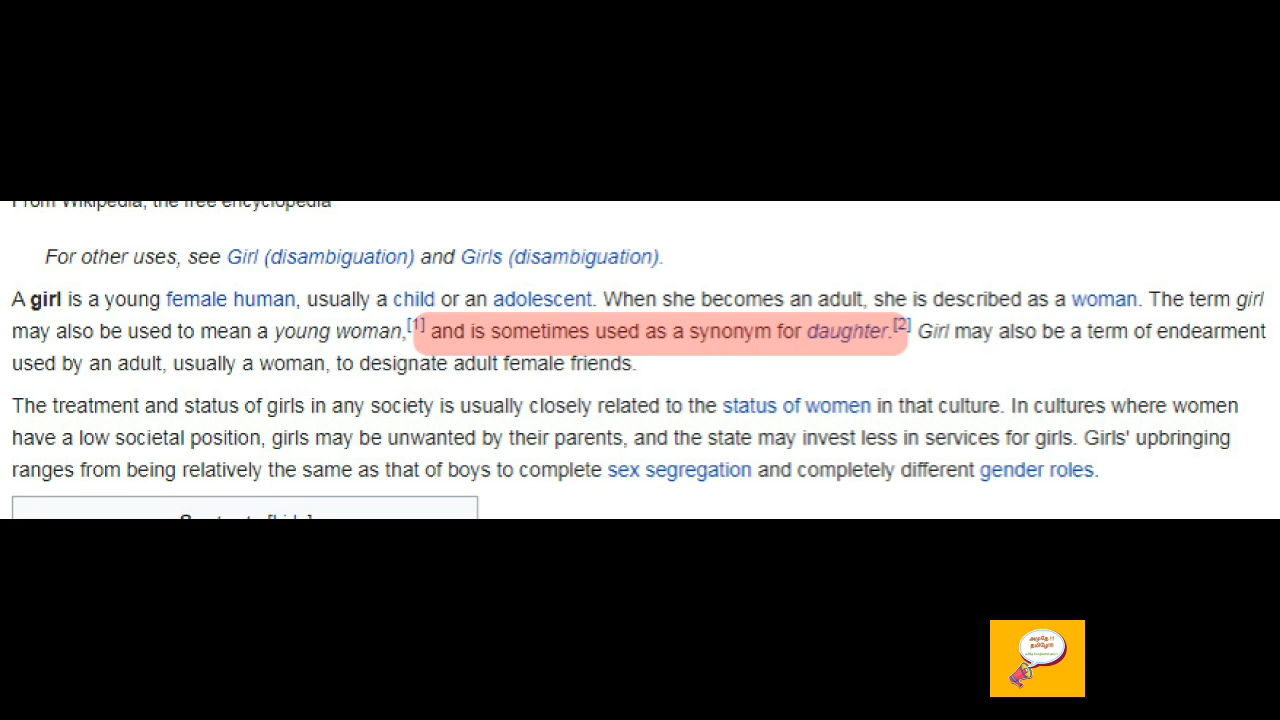 From Wikipedia, the free encyclopedia
For other uses, see Girl (disambiguation) and Girls (disambiguation).
A girl is a young female human, usually a child or an adolescent. When she becomes an adult, she is described as a woman. The term girl
may also be used to mean a young woman,[1] and is sometimes used as a synonym for daughter.[2] Girl may also be a term of endearment
used by an adult, usually a woman, to designate adult female friends.
The treatment and status of girls in any society is usually closely related to the status of women in that culture. In cultures where women
have a low societal position, girls may be unwanted by their parents, and the state may invest less in services for girls. Girls' upbringing
ranges from being relatively the same as that of boys to complete sex segregation and completely different gender roles.
அமுதே !!
தமிழே!!!